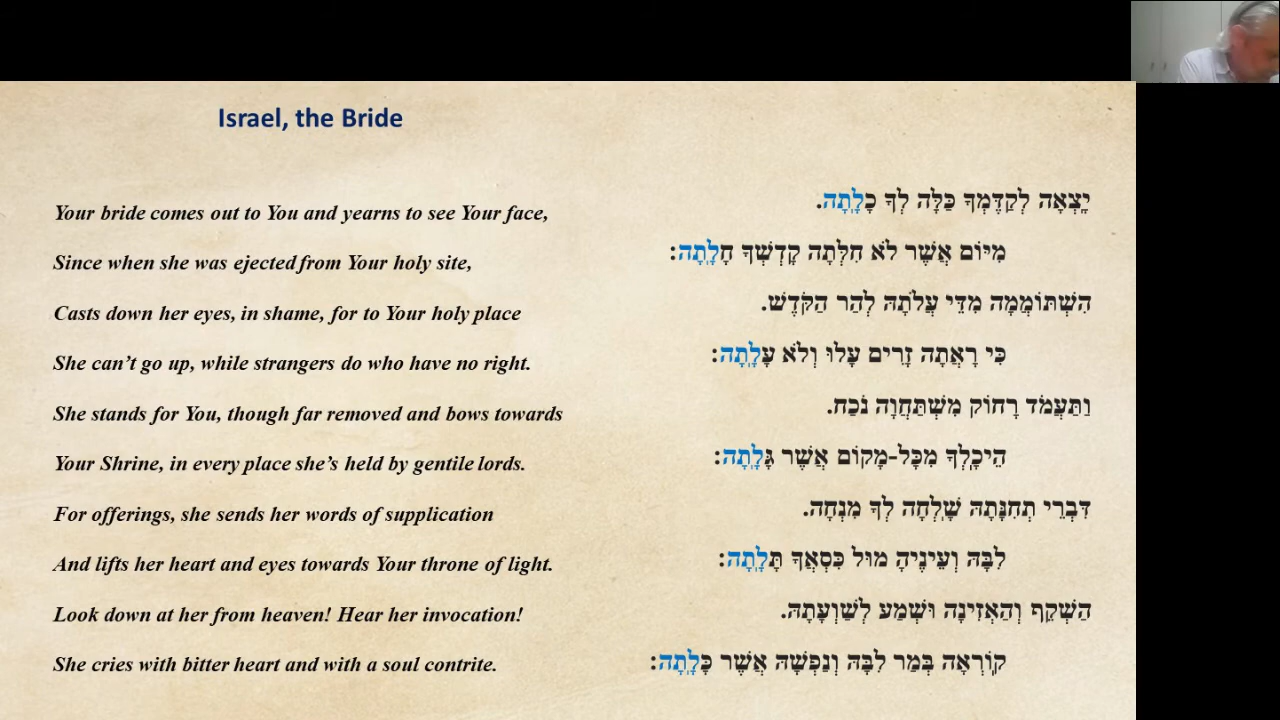 Israel, the Bride
Your bride comes out to You and yearns to see Your face,
Since when she was ejected from Your holy site,
Casts down her eyes, in shame, for to Your holy place
She can't go up, while strangers do who have no right.
She stands for You, though far removed and bows towards
Your Shrine, in every place she's held by gentile lords.
For offerings, she sends her words of supplication
And lifts her heart and eyes towards Your throne of light.
Look down at her from heaven! Hear her invocation!
She cries with bitter heart and with a soul contrite.
יָצְאָה לְקַדֶּמְךָ כַּלָּה לְךָ כָלָתָה.
מִיּוֹם אֲשֶׁר לֹא חִלְּתָה קָדְשְׁךָ חָלָתָה:
הִשְׁתּוֹמֲמָה מִדֵּי עֲלֹתָהּ לְהַר הַקֹּדֶשׁ.
כִּי רָאֲתָה זָרִים עָלוּ וְלֹא עָלָתָה:
וַתַּעֲמֹד רָחוֹק מִשְׁתַּחֲוָה נֹכַח.
הֵיכָלְךָ מִכָּל-מָקוֹם אֲשֶׁר גָּלָתָה:
דִּבְרֵי תְחִנָּתָהּ שָׁלְחָה לְךָ מִנְחָה.
לִבָּהּ וְעֵינֶיהָ מוּל כִּסְאֲךָ תָּלָתָה:
הַשְׁקֵף וְהַאְזִינָה וּשְׁמַע לְשַׁוְעָתָהּ.
קוֹרְאָה בְּמַר לִבָּהּ וְנַפְשָׁהּ אֲשֶׁר כָּלָתָה: